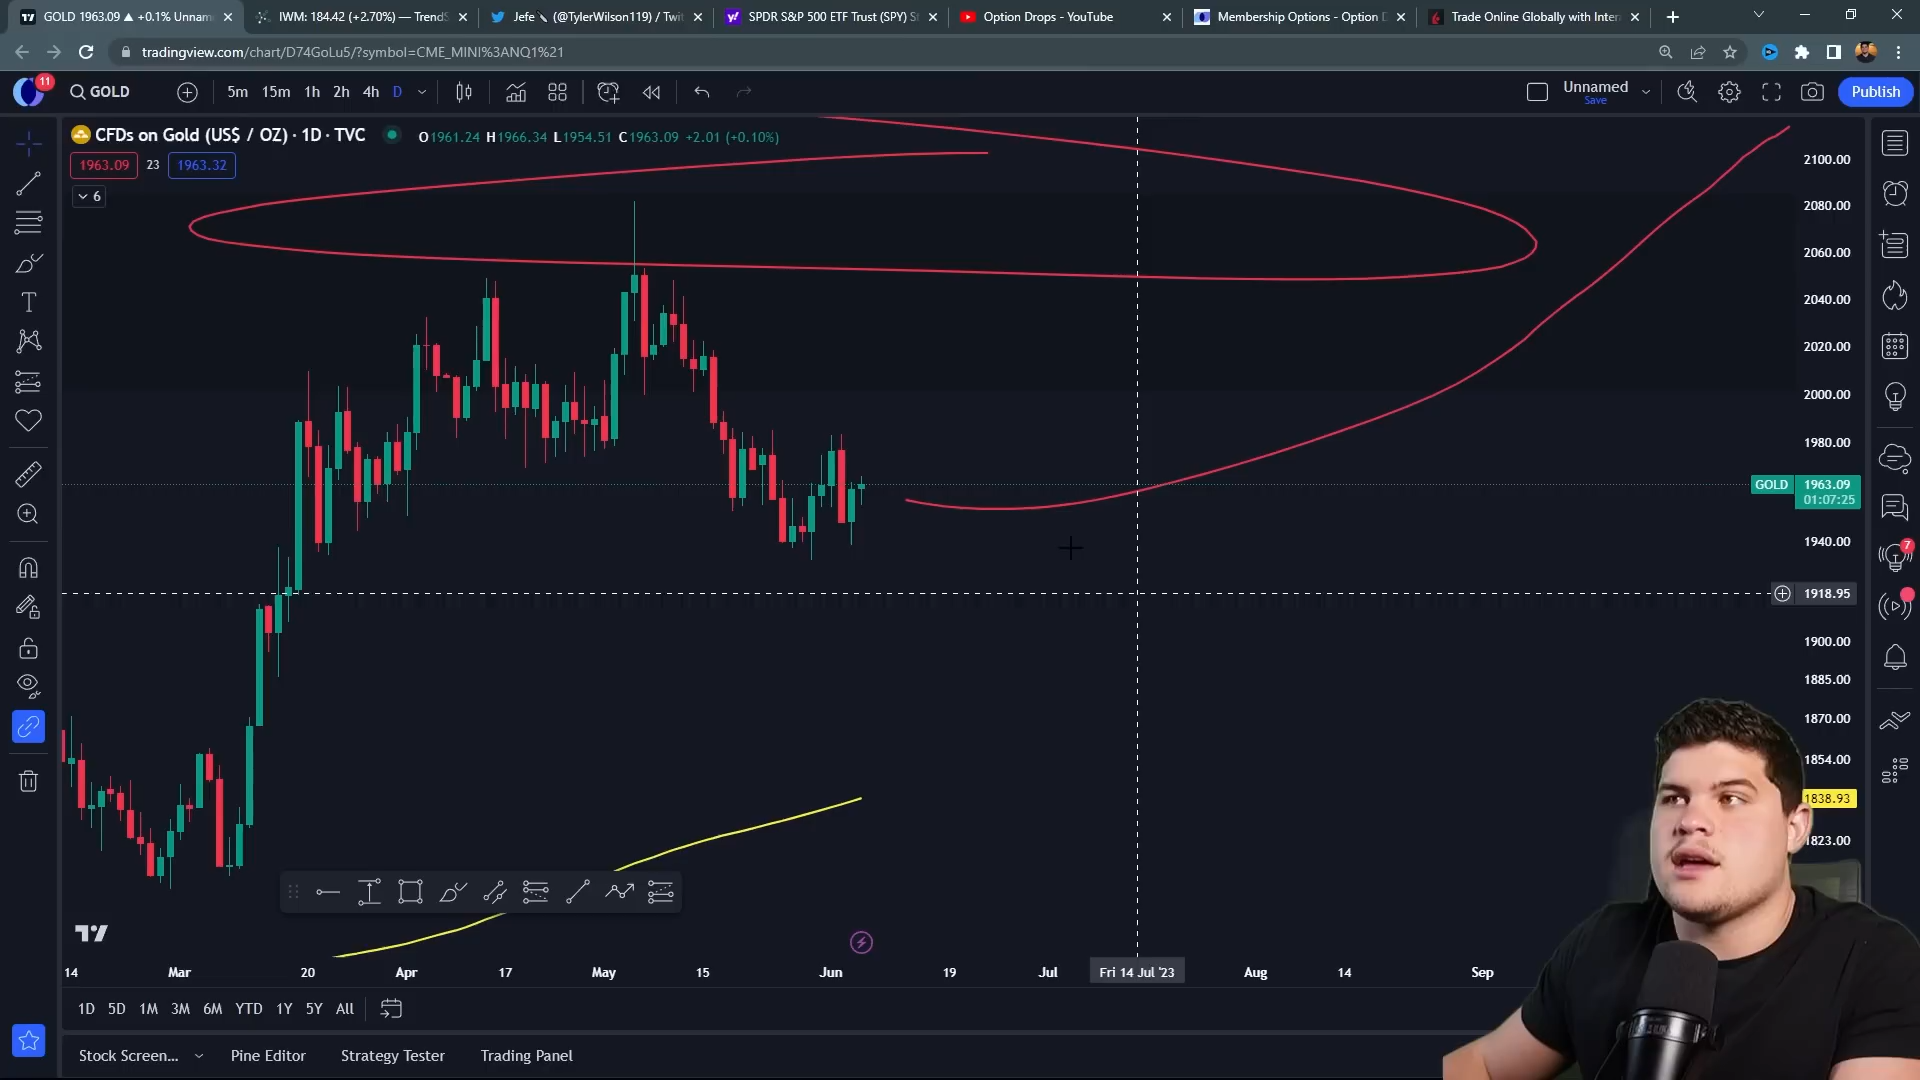 GOLD 1963.09 ▲ +0.1% Unnam
IWM: 184.42 (+2.70%) — TrendS
Jefe (@TylerWilson119) / Twit
SPDR S&P 500 ETF Trust (SPY) S
Option Drops - YouTube
Membership Options - Option D
Trade Online Globally with Inter
tradingview.com/chart/D74GoLu5/?symbol=CME_MINI%3ANQ1%21
11
GOLD
5m 15m 1h 2h 4h D
Unnamed
Save
Publish
CFDs on Gold (US$ / OZ) · 1D · TVC
O1961.24 H1966.34 L1954.51 C1963.09 +2.01 (+0.10%)
1963.09 23 1963.32
6
2100.00
2080.00
2060.00
2040.00
2020.00
2000.00
1980.00
GOLD 1963.09
01:07:25
1940.00
7
1918.95
1900.00
1885.00
1870.00
1854.00
1838.93
1823.00
14 Mar 20 Apr 17 May 15 Jun 19 Jul Fri 14 Jul '23 Aug 14 Sep
1D 5D 1M 3M 6M YTD 1Y 5Y All
Stock Screen... Pine Editor Strategy Tester Trading Panel